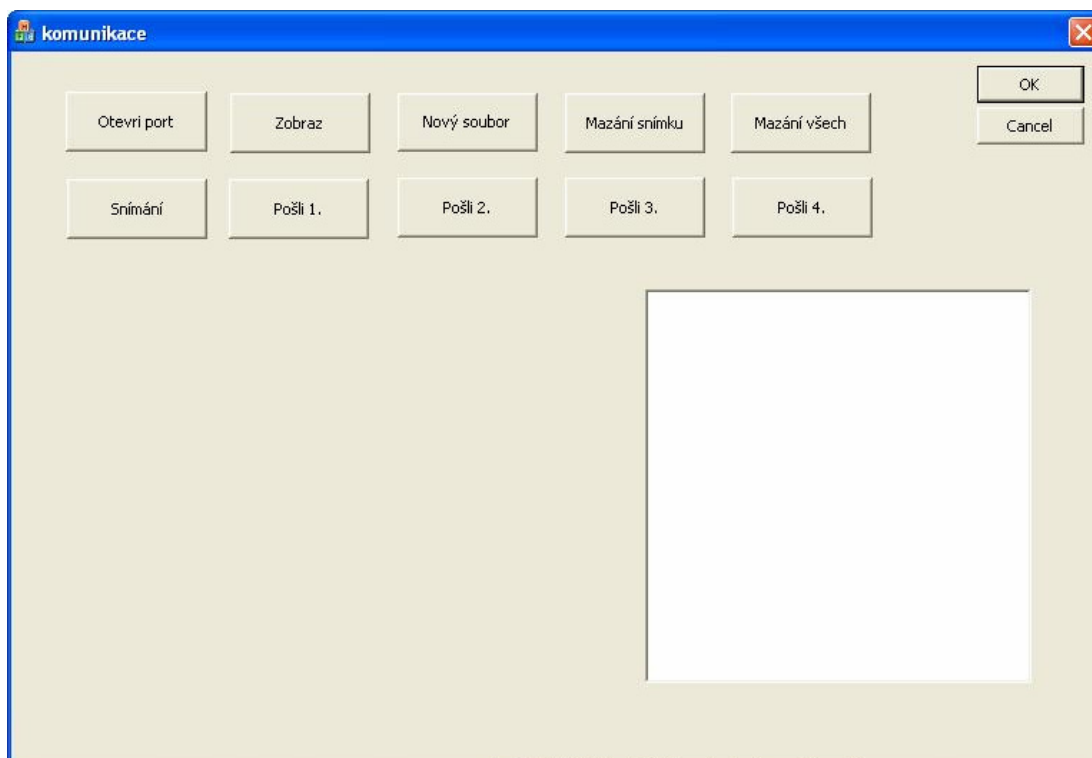 komunikace
OK
Otevri port Zobraz Nový soubor Mazání snímku Mazání všech
Cancel
Snímání Pošli 1. Pošli 2. Pošli 3. Pošli 4.